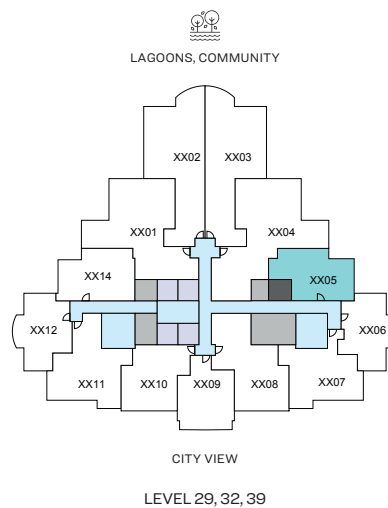 LAGOONS, COMMUNITY
XX02 XX03
XX01 XX04
XX14 XX05
XX12 XX06
XX11 XX10 XX09 XX08 XX07
CITY VIEW
LEVEL 29, 32, 39